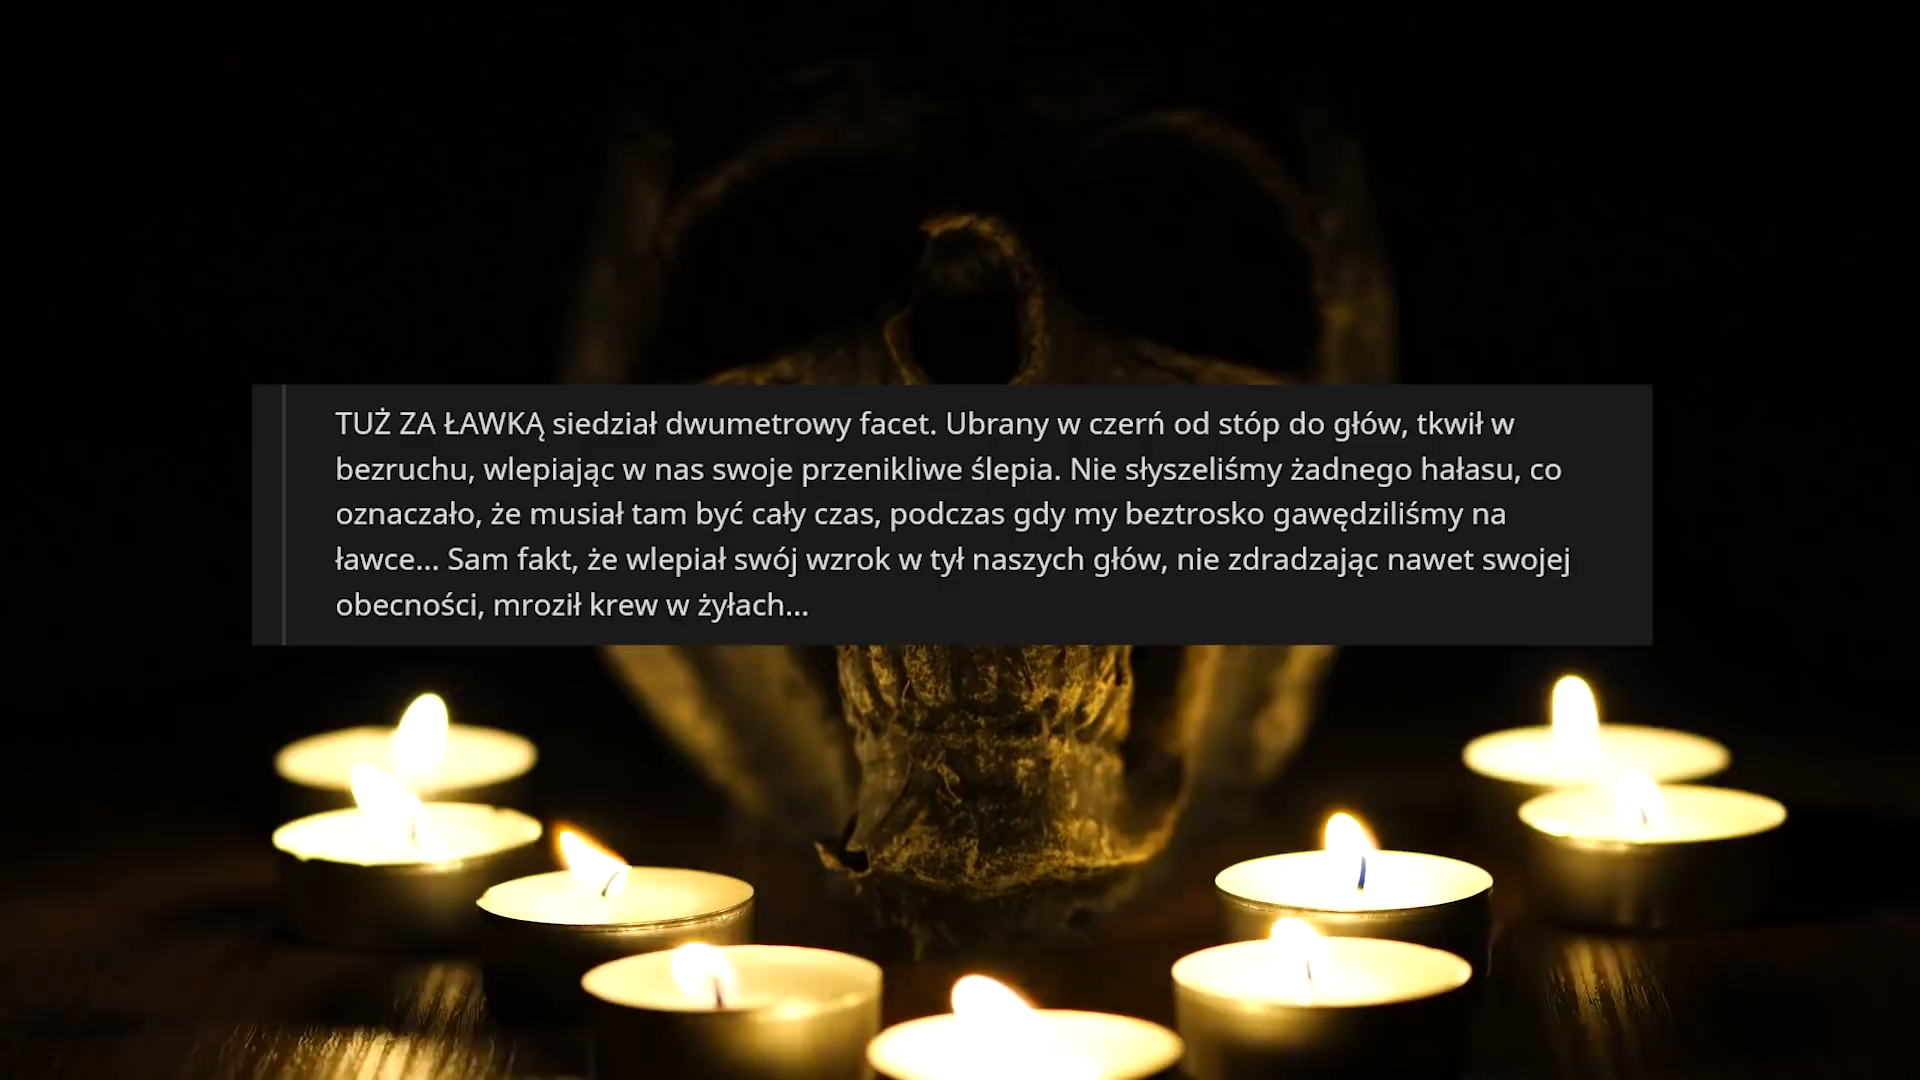 TUŻ ZA ŁAWKĄ siedział dwumetrowy facet. Ubrany w czerń od stóp do głów, tkwił w
bezruchu, wlepiając w nas swoje przenikliwe ślepia. Nie słyszeliśmy żadnego hałasu, co
oznaczało, że musiał tam być cały czas, podczas gdy my beztrosko gawędziliśmy na
ławce... Sam fakt, że wlepiał swój wzrok w tył naszych głów, nie zdradzając nawet swojej
obecności, mroził krew w żyłach...